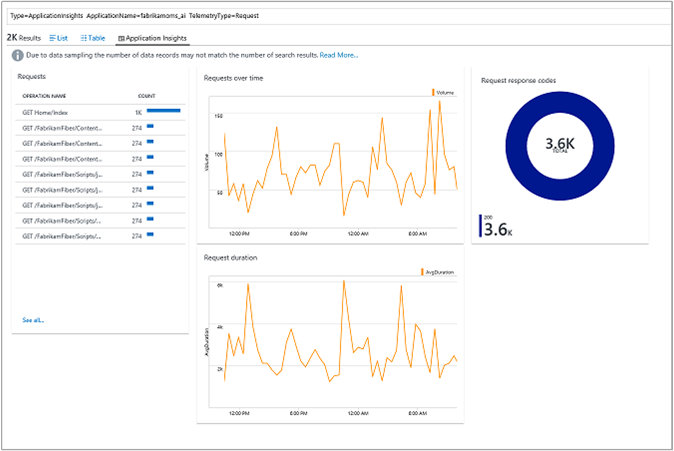 Type=ApplicationInsights ApplicationName=fabrikamoms_ai TelemetryType=Request
2K Results List Table Application Insights
Due to data sampling the number of data records may not match the number of search results. Read More...
Requests
OPERATION NAME COUNT
GET Home/Index 1K
GET /FabrikamFiber/Content... 274
GET /FabrikamFiber/Content... 274
GET /FabrikamFiber/Content... 274
GET /FabrikamFiber/Scripts/j... 274
GET /FabrikamFiber/Content... 274
GET /FabrikamFiber/Scripts/j... 274
GET /FabrikamFiber/Scripts/... 274
GET /FabrikamFiber/Scripts/... 274
See all...
Requests over time
Volume
150
100
50
Volume
12:00 PM 6:00 PM 12:00 AM 6:00 AM
Request duration
AvgDuration
6k
4k
2k
AvgDuration
12:00 PM 6:00 PM 12:00 AM 6:00 AM
Request response codes
3.6K
TOTAL
200
3.6K